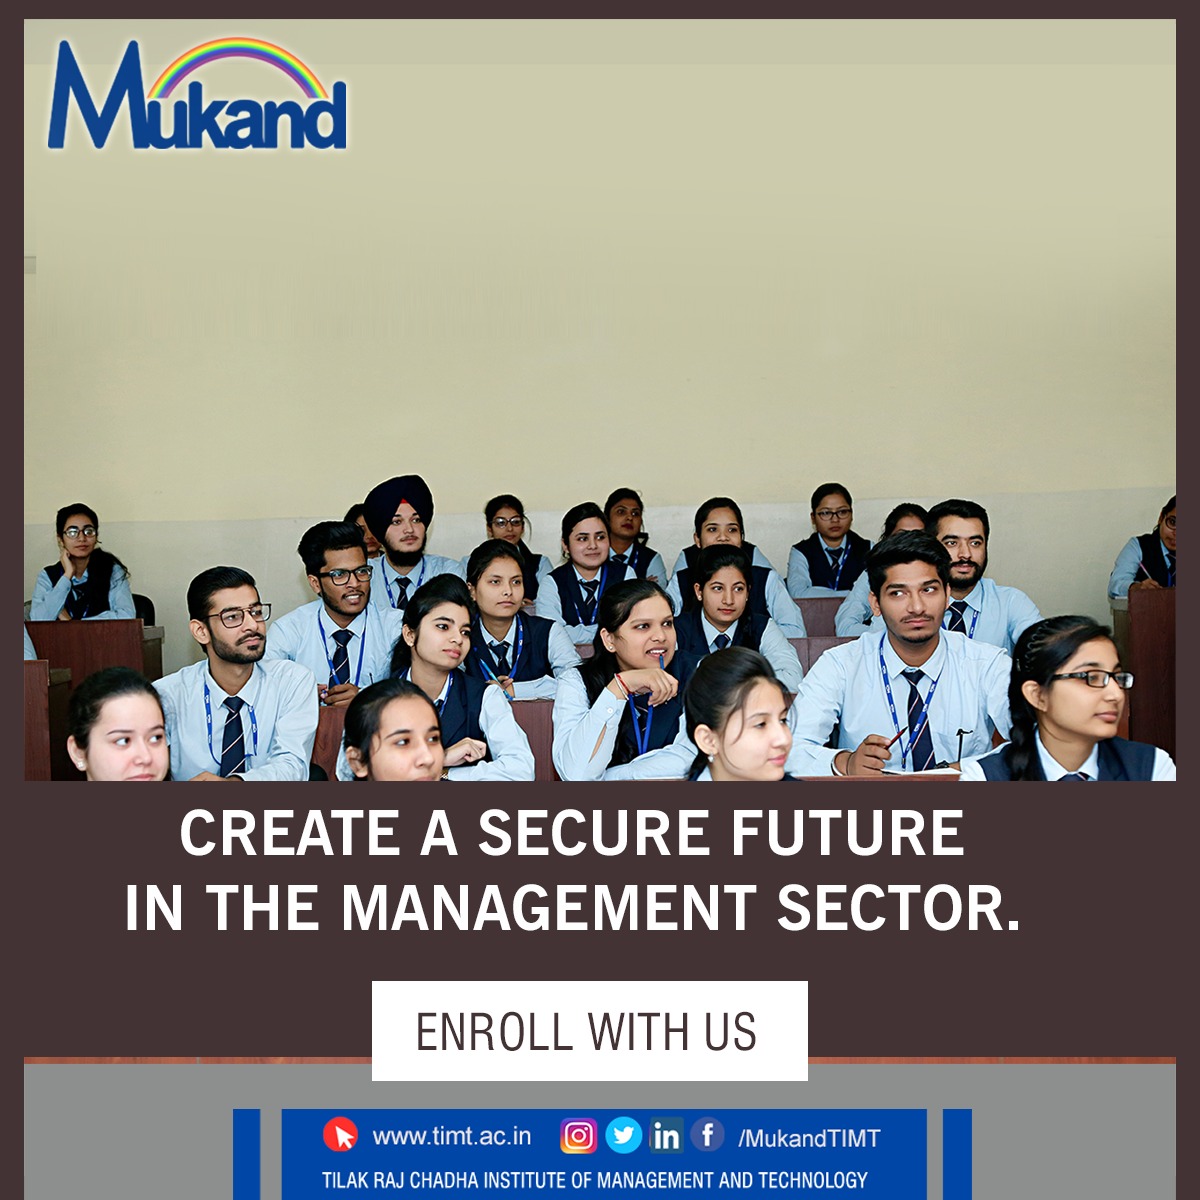 Mukand
CREATE A SECURE FUTURE
IN THE MANAGEMENT SECTOR.
ENROLL WITH US
www.timt.ac.in
/MukandTIMT
TILAK RAJ CHADHA INSTITUTE OF MANAGEMENT AND TECHNOLOGY